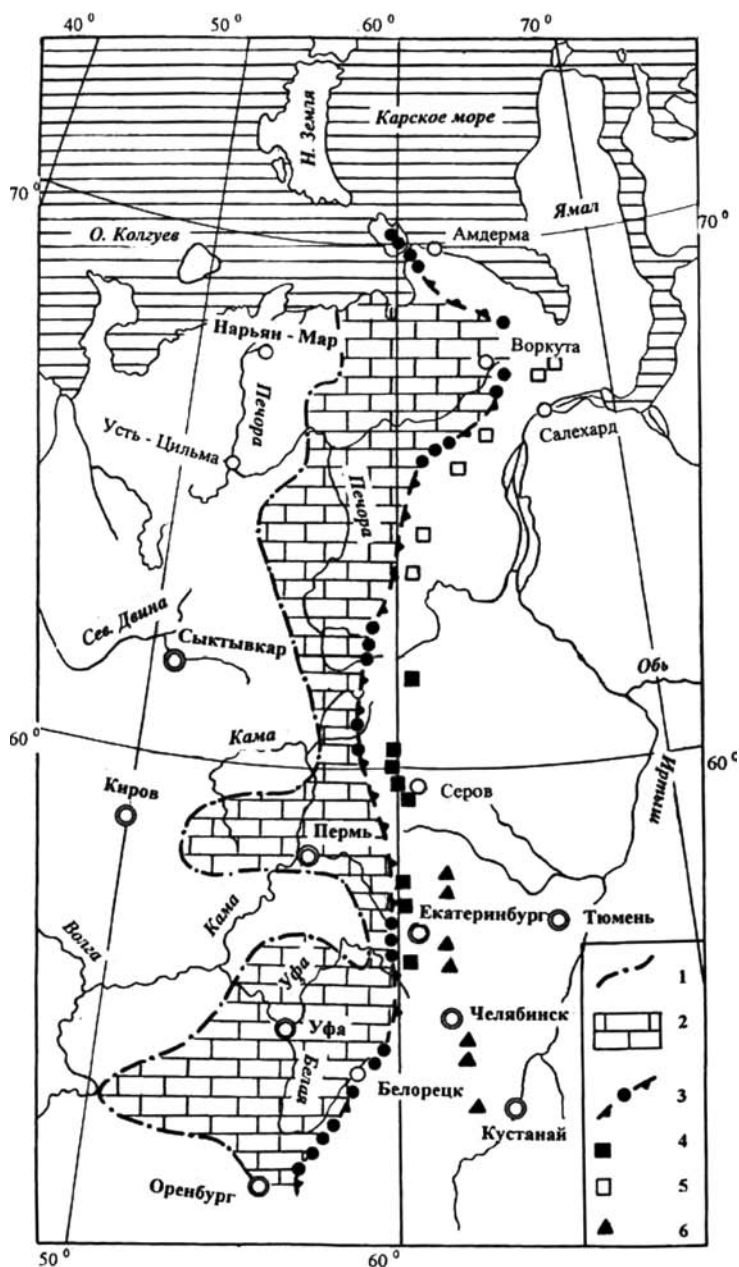 40 °
50 °
60 °
70 °
Н. Земля
Карское море
70 °
Ямал
70 °
О. Колгуев
Амдерма
Нарьян - Мар
Воркута
Печора
Усть - Цильма
Салехард
Печора
Сев. Двина
Сыктывкар
Обь
Кама
60 °
60 °
Киров
Серов
Иртыш
Пермь
Кама
Екатеринбург
Тюмень
Волга
1
Уфа
Челябинск
2
Уфа
Белая
Белорецк
3
Кустанай
4
Оренбург
5
6
50 °
60 °